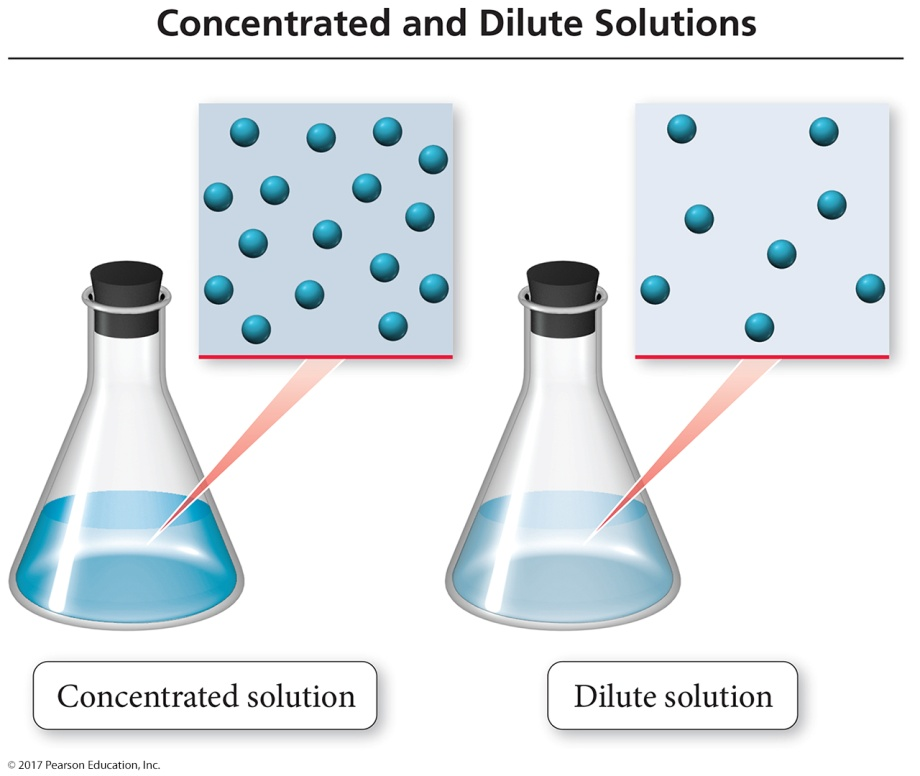 Concentrated and Dilute Solutions
Concentrated solution
Dilute solution
© 2017 Pearson Education, Inc.